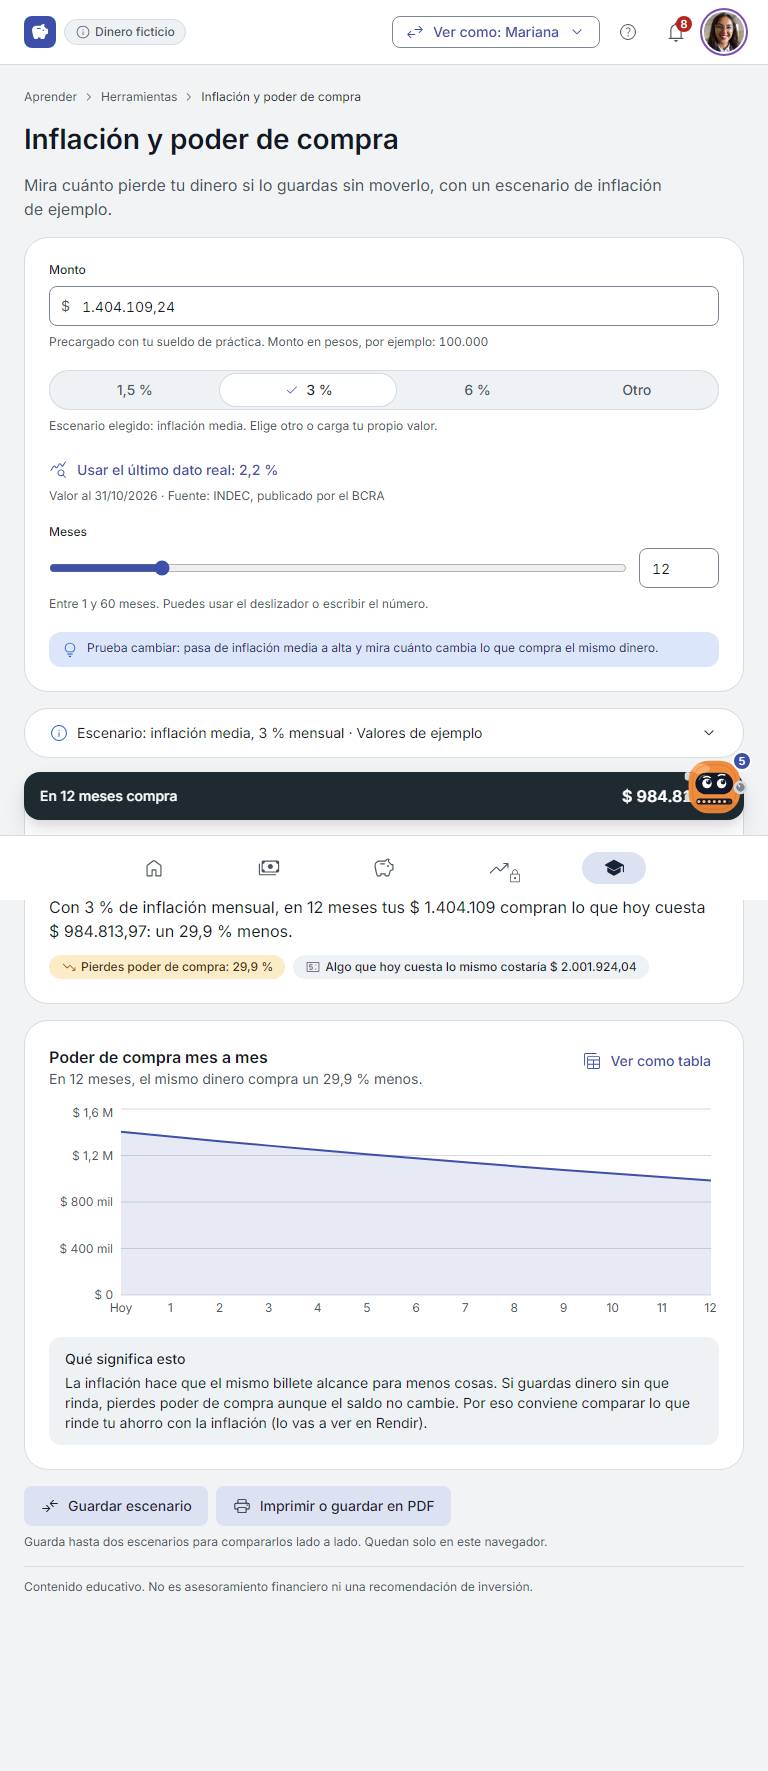 Dinero ficticio
Ver como: Mariana
8
Aprender > Herramientas > Inflación y poder de compra
Inflación y poder de compra
Mira cuánto pierde tu dinero si lo guardas sin moverlo, con un escenario de inflación
de ejemplo.
Monto
$ 1.404.109,24
Precargado con tu sueldo de práctica. Monto en pesos, por ejemplo: 100.000
1,5 % 3 % 6 % Otro
Escenario elegido: inflación media. Elige otro o carga tu propio valor.
Usar el último dato real: 2,2 %
Valor al 31/10/2026 · Fuente: INDEC, publicado por el BCRA
Meses
12
Entre 1 y 60 meses. Puedes usar el deslizador o escribir el número.
Prueba cambiar: pasa de inflación media a alta y mira cuánto cambia lo que compra el mismo dinero.
Escenario: inflación media, 3 % mensual · Valores de ejemplo
5
En 12 meses compra $ 984.81
Con 3 % de inflación mensual, en 12 meses tus $ 1.404.109 compran lo que hoy cuesta
$ 984.813,97: un 29,9 % menos.
Pierdes poder de compra: 29,9 % Algo que hoy cuesta lo mismo costaría $ 2.001.924,04
Poder de compra mes a mes
Ver como tabla
En 12 meses, el mismo dinero compra un 29,9 % menos.
$ 1,6 M
$ 1,2 M
$ 800 mil
$ 400 mil
$ 0
Hoy 1 2 3 4 5 6 7 8 9 10 11 12
Qué significa esto
La inflación hace que el mismo billete alcance para menos cosas. Si guardas dinero sin que
rinda, pierdes poder de compra aunque el saldo no cambie. Por eso conviene comparar lo que
rinde tu ahorro con la inflación (lo vas a ver en Rendir).
Guardar escenario Imprimir o guardar en PDF
Guarda hasta dos escenarios para compararlos lado a lado. Quedan solo en este navegador.
Contenido educativo. No es asesoramiento financiero ni una recomendación de inversión.